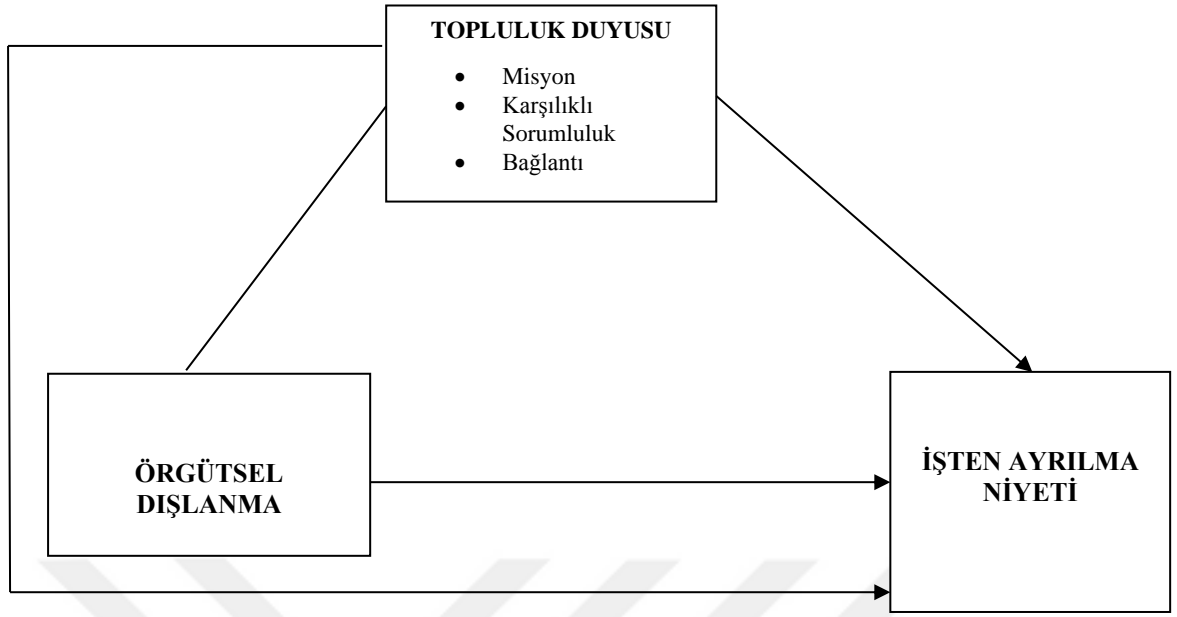 TOPLULUK DUYUSU
• Misyon
• Karşılıklı
Sorumluluk
• Bağlantı
ÖRGÜTSEL
DIŞLANMA
İŞTEN AYRILMA
NİYETİ